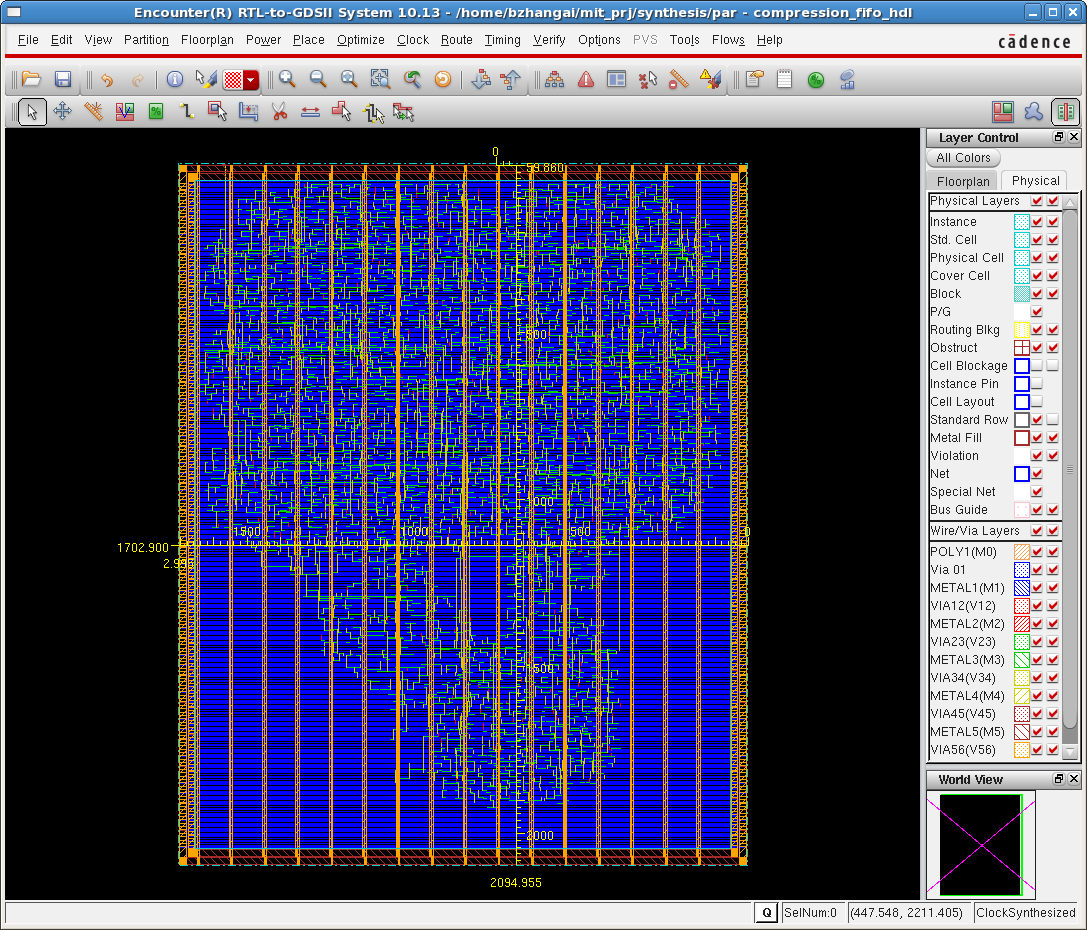 Encounter(R) RTL-to-GDSII System 10.13 - /home/bzhangai/mit_prj/synthesis/par - compression_fifo_hdl
File Edit View Partition Floorplan Power Place Optimize Clock Route Timing Verify Options PVS Tools Flows Help
cādence
Layer Control
All Colors
Floorplan Physical
Physical Layers
Instance
Std. Cell
Physical Cell
Cover Cell
Block
P/G
Routing Blkg
Obstruct
Cell Blockage
Instance Pin
Cell Layout
Standard Row
Metal Fill
Violation
Net
Special Net
Bus Guide
Wire/Via Layers
POLY1(M0)
Via 01
METAL1(M1)
VIA12(V12)
METAL2(M2)
VIA23(V23)
METAL3(M3)
VIA34(V34)
METAL4(M4)
VIA45(V45)
METAL5(M5)
VIA56(V56)
World View
0
59.860
500
1000
1500 1000 500 0
1702.900
1500
2000
2094.955
Q SelNum:0 (447.548, 2211.405) ClockSynthesized